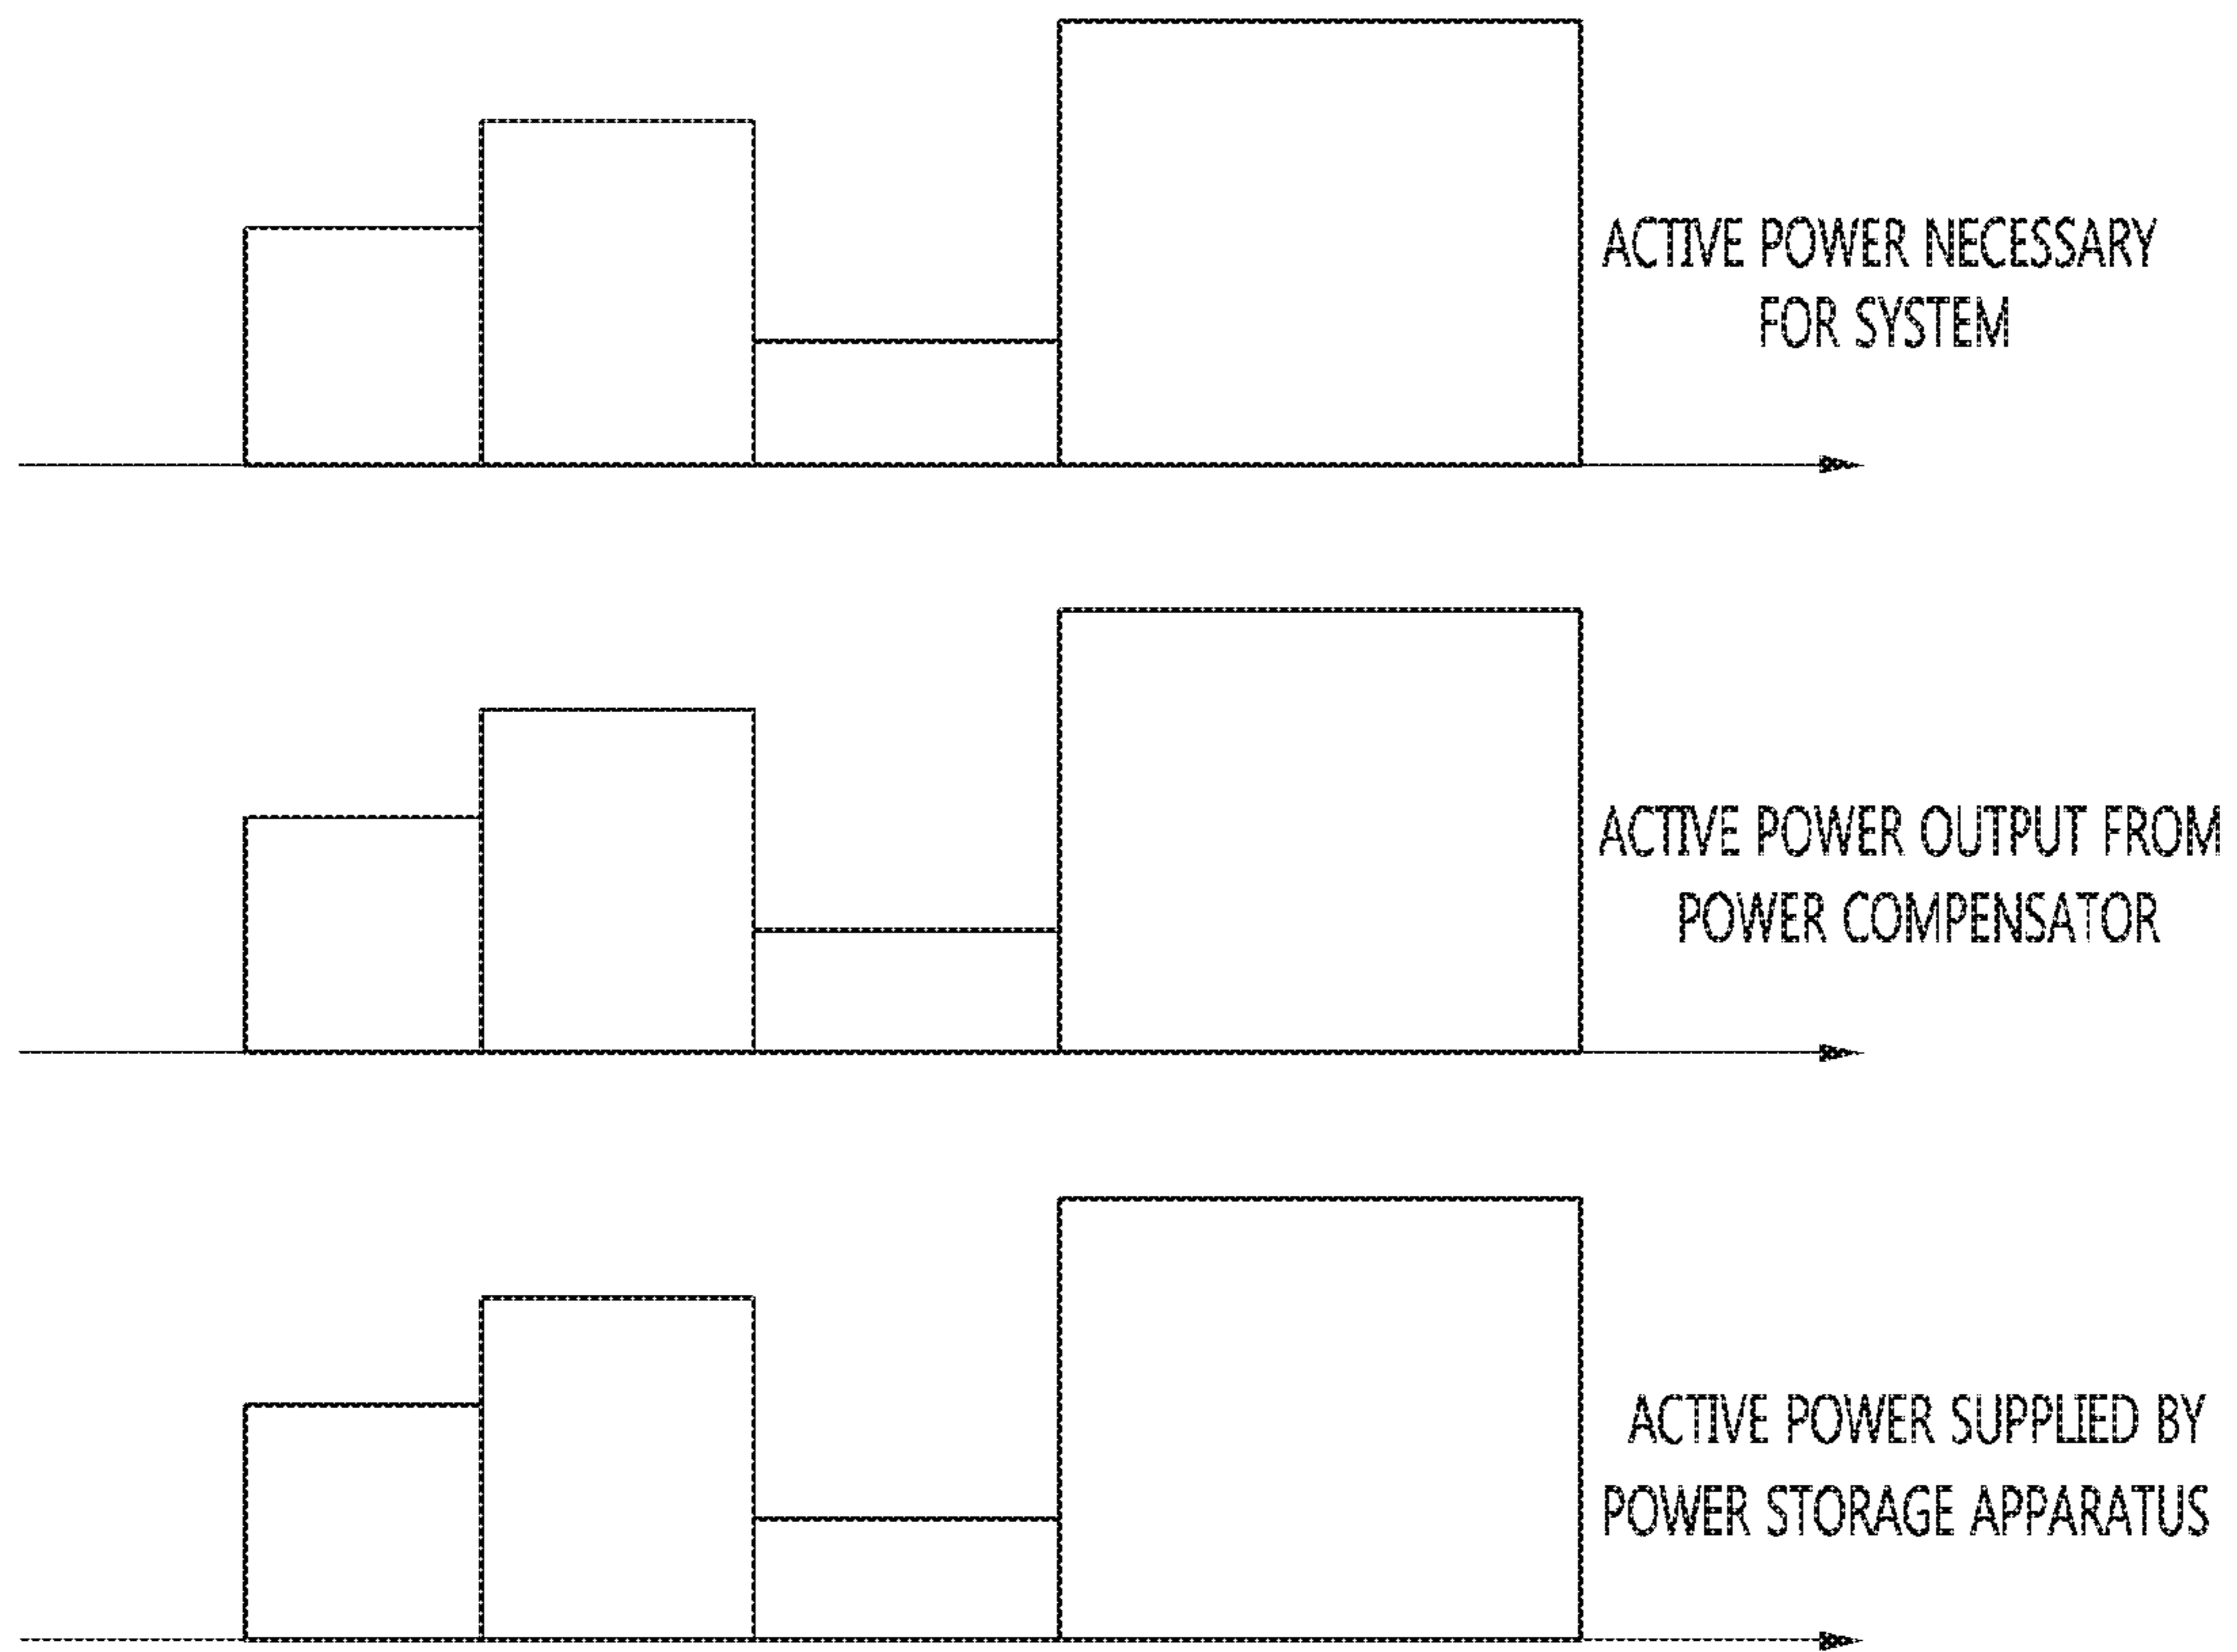 ACTIVE POWER NECESSARY
FOR SYSTEM
ACTIVE POWER OUTPUT FROM
POWER COMPENSATOR
ACTIVE POWER SUPPLIED BY
POWER STORAGE APPARATUS